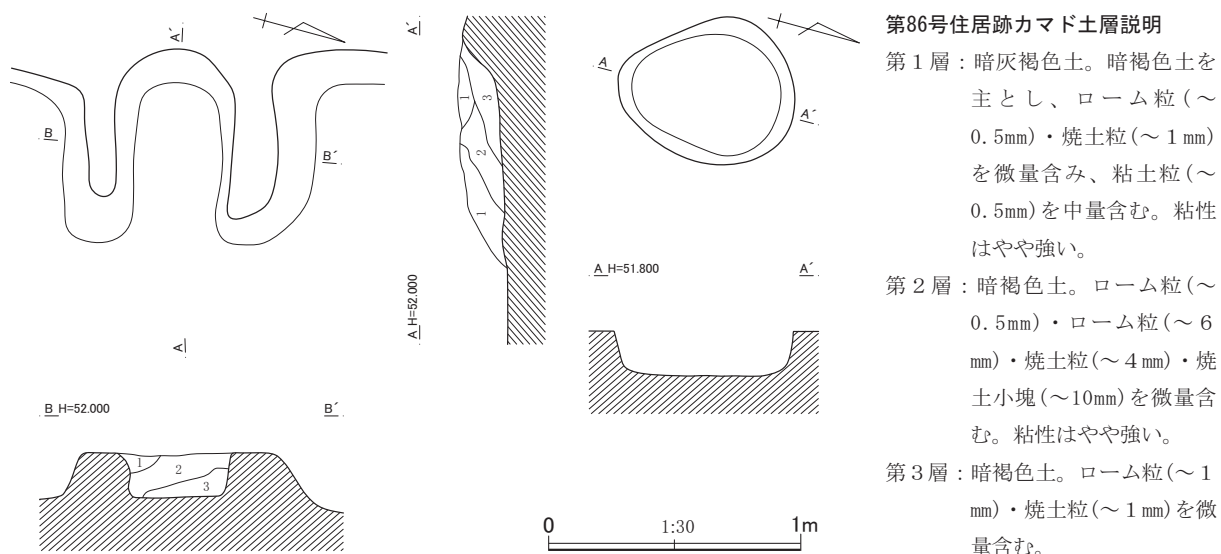 A´
A
B
B´
B H=52.000
B´
1
2
3
A´
A H=52.000
1
3
2
1
A
A´
A H=51.800
A´
0
1:30
1m
第86号住居跡カマド土層説明
第１層：暗灰褐色土。暗褐色土を
主とし、ローム粒(～
0.5mm)・焼土粒(～１mm)
を微量含み、粘土粒(～
0.5mm)を中量含む。粘性
はやや強い。
第２層：暗褐色土。ローム粒(～
0.5mm)・ローム粒(～６
mm)・焼土粒(～４mm)・焼
土小塊(～10mm)を微量含
む。粘性はやや強い。
第３層：暗褐色土。ローム粒(～１
mm)・焼土粒(～１mm)を微
量含む。